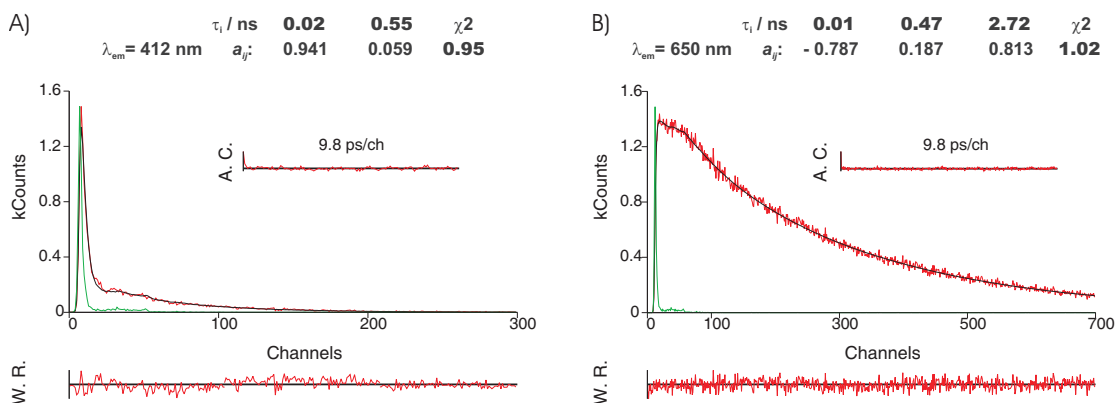 A)
τi / ns 0.02 0.55 χ2
λem= 412 nm aij: 0.941 0.059 0.95
1.6
1.2
0.8
0.4
0
kCounts
A. C.
9.8 ps/ch
0 100 200 300
Channels
W. R.
B)
τi / ns 0.01 0.47 2.72 χ2
λem= 650 nm aij: - 0.787 0.187 0.813 1.02
1.6
1.2
0.8
0.4
0
kCounts
A. C.
9.8 ps/ch
0 100 300 500 700
Channels
W. R.